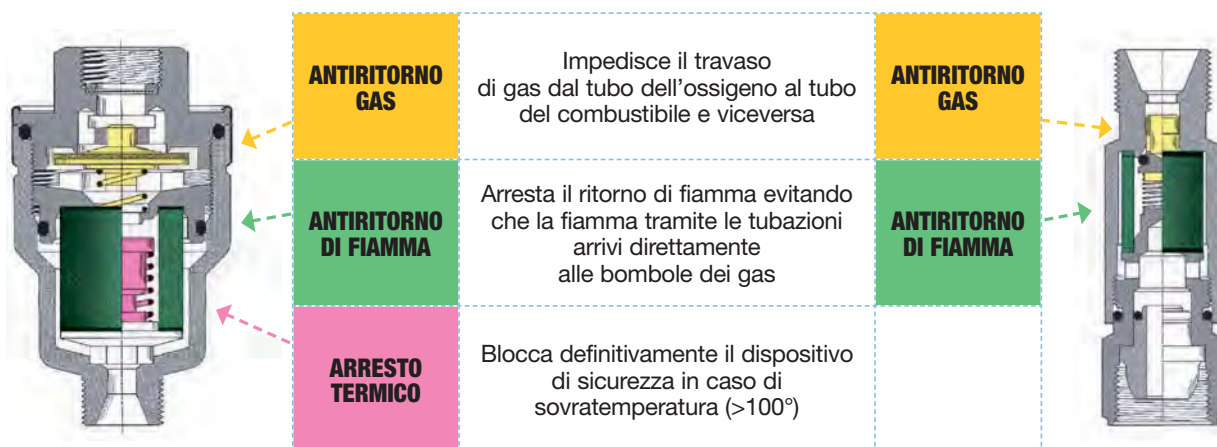 ANTIRITORNO
GAS
Impedisce il travaso
di gas dal tubo dell’ossigeno al tubo
del combustibile e viceversa
ANTIRITORNO
GAS
ANTIRITORNO
DI FIAMMA
Arresta il ritorno di fiamma evitando
che la fiamma tramite le tubazioni
arrivi direttamente
alle bombole dei gas
ANTIRITORNO
DI FIAMMA
ARRESTO
TERMICO
Blocca definitivamente il dispositivo
di sicurezza in caso di
sovratemperatura (>100°)